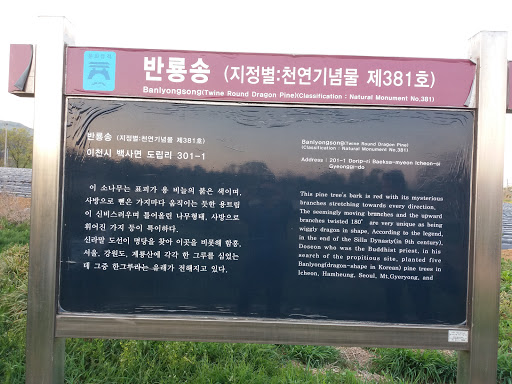 반룡송 (지정별:천연기념물 제381호)
Banlyongsong(Twine Round Dragon Pine)(Classification : Natural Monument No,381)
반룡송 (지정별:천연기념물 제381호)
이천시 백사면 도립리 301-1
이 소나무는 표피가 용 비늘의 붉은 색이며,
사방으로 뻗은 가지마다 움직이는 듯한 용트림
이 신비스러우며 틀어올린 나무형태, 사방으로
휘어진 가지 등이 특이하다.
신라말 도선이 명당을 찾아 이곳을 비롯해 함흥,
서울, 강원도, 계룡산에 각각 한 그루를 심었는
데 그중 한그루라는 유래가 전해지고 있다.
Banlyongsong(Twine Round Dragon Pine)
(Classification : Natural Monument No.381)
Address : 201-1 Dorip-ri Baeksa-myeon Icheon-si
Gyeonggi-do
This pine tree's bark is red with its mysterious
branches stretching towards every direction.
The seemingly moving branches and the upward
branches twisted 180° are very unique as being
wiggly dragon in shape, According to the legend,
in the end of the Silla Dynasty(in 9th century),
Doseon who was the Buddhist priest, in his
search of the propitious site, planted five
Banlyong(dragon-shape in Korean) pine trees in
Icheon, Hamheung, Seoul, Mt.Gyeryong, and